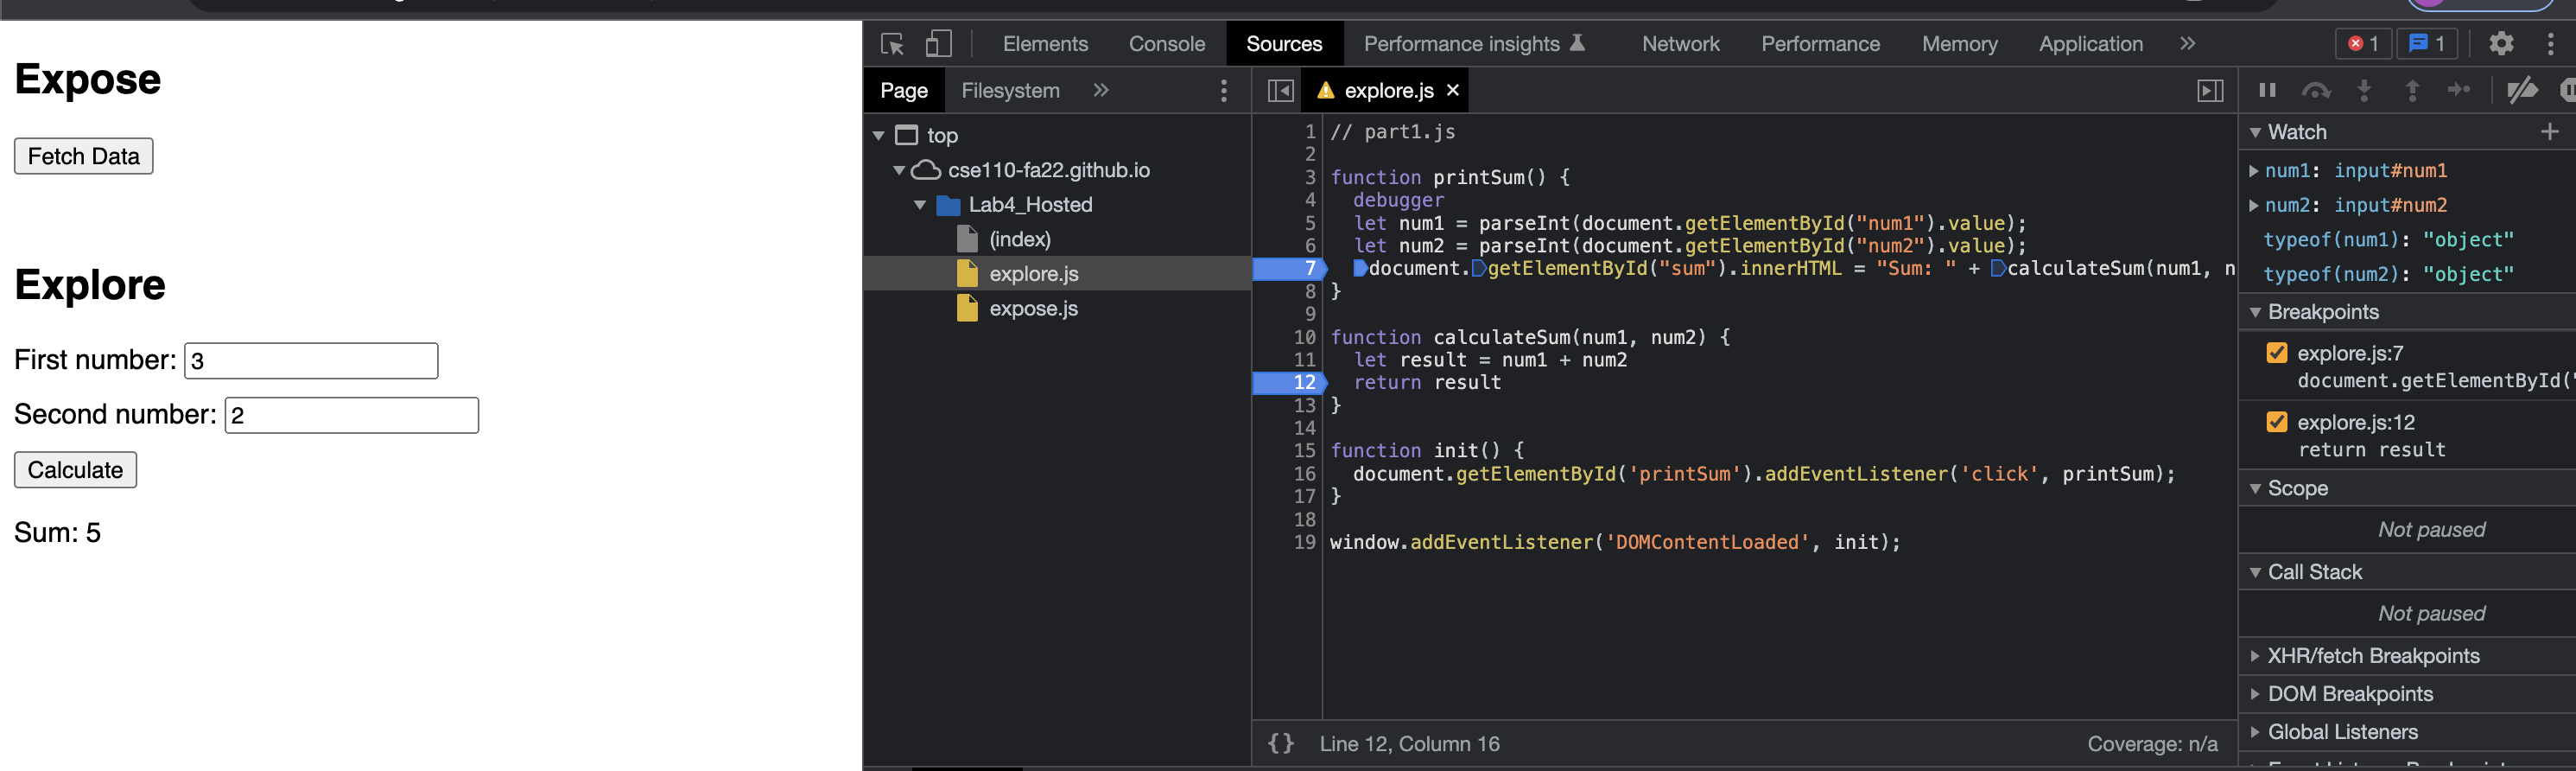 Expose
Fetch Data
Explore
First number: 3
Second number: 2
Calculate
Sum: 5
Elements Console Sources Performance insights Network Performance Memory Application » 1 1
Page Filesystem »
top
cse110-fa22.github.io
Lab4_Hosted
(index)
explore.js
expose.js
explore.js ×
1 // part1.js
2
3 function printSum() {
4 debugger
5 let num1 = parseInt(document.getElementById("num1").value);
6 let num2 = parseInt(document.getElementById("num2").value);
7 document.getElementById("sum").innerHTML = "Sum: " + calculateSum(num1, n
8 }
9
10 function calculateSum(num1, num2) {
11 let result = num1 + num2
12 return result
13 }
14
15 function init() {
16 document.getElementById('printSum').addEventListener('click', printSum);
17 }
18
19 window.addEventListener('DOMContentLoaded', init);
{} Line 12, Column 16 Coverage: n/a
Watch +
num1: input#num1
num2: input#num2
typeof(num1): "object"
typeof(num2): "object"
Breakpoints
explore.js:7
document.getElementById("
explore.js:12
return result
Scope
Not paused
Call Stack
Not paused
XHR/fetch Breakpoints
DOM Breakpoints
Global Listeners